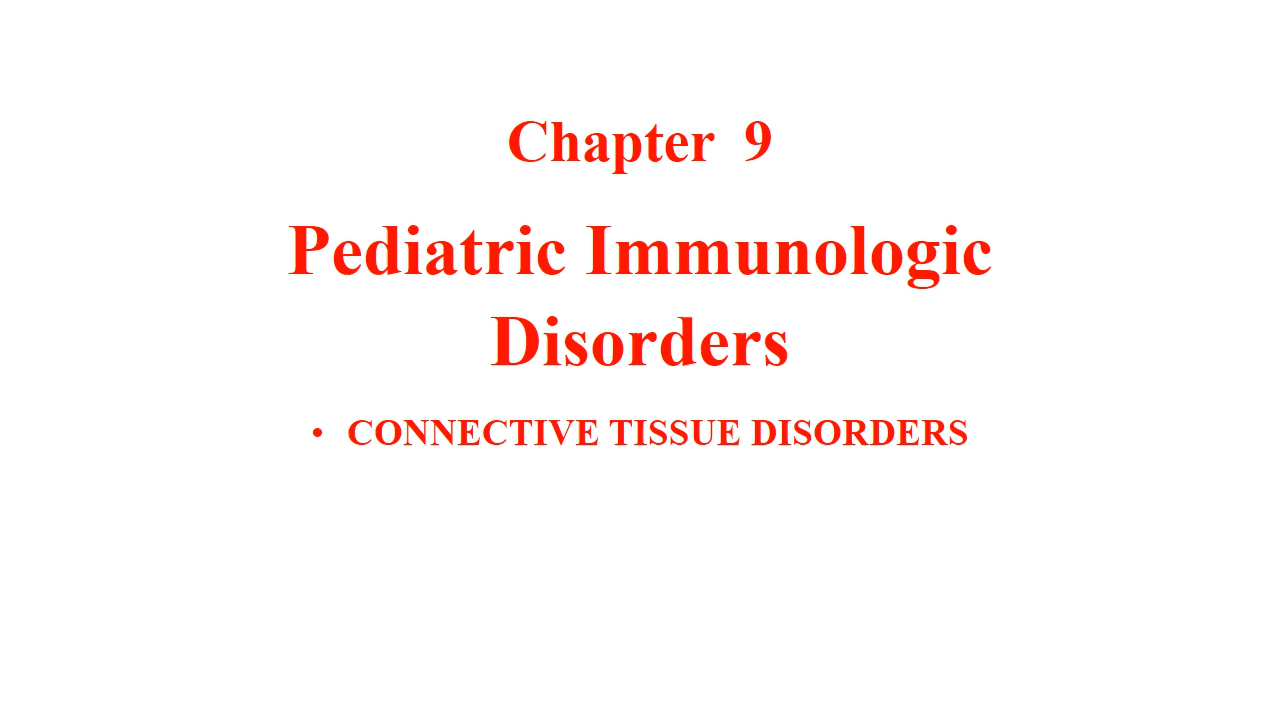 Chapter 9
Pediatric Immunologic
Disorders
• CONNECTIVE TISSUE DISORDERS